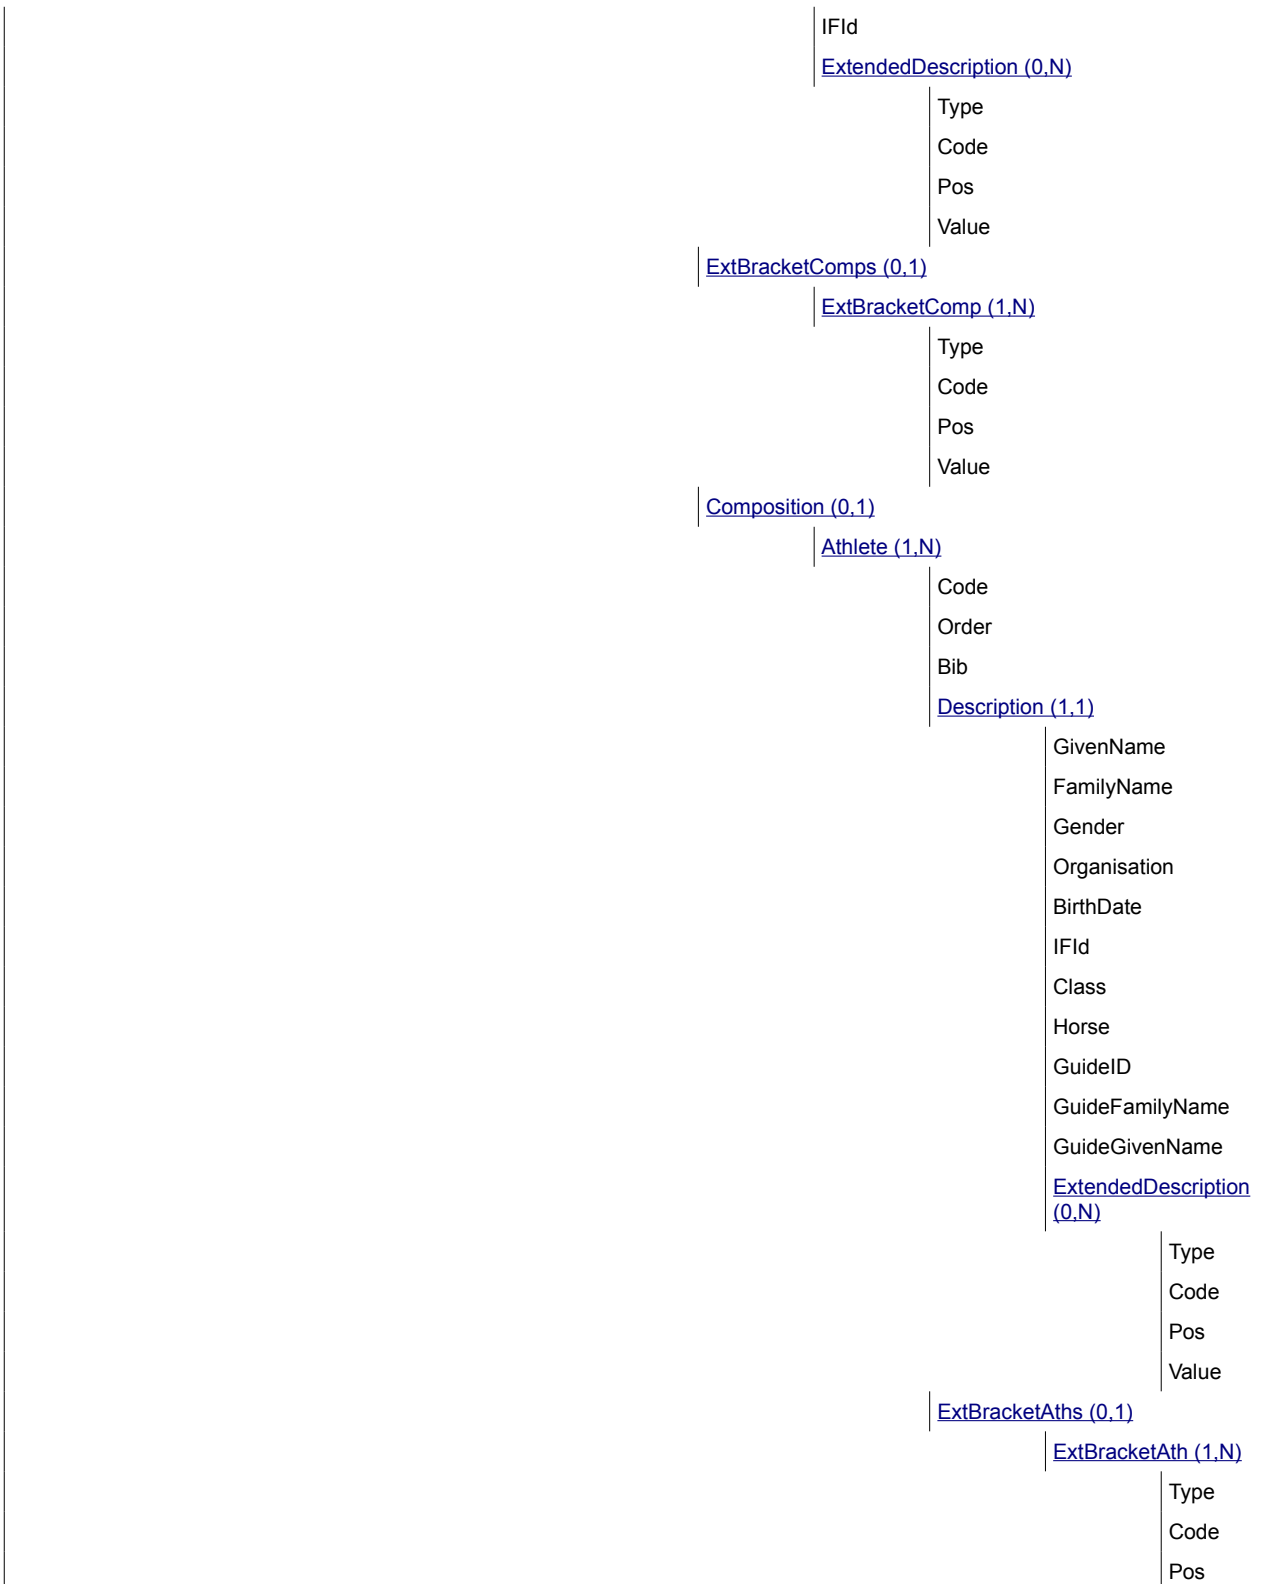 IFId
ExtendedDescription (0,N)
Type
Code
Pos
Value
ExtBracketComps (0,1)
ExtBracketComp (1,N)
Type
Code
Pos
Value
Composition (0,1)
Athlete (1,N)
Code
Order
Bib
Description (1,1)
GivenName
FamilyName
Gender
Organisation
BirthDate
IFId
Class
Horse
GuideID
GuideFamilyName
GuideGivenName
ExtendedDescription
(0,N)
Type
Code
Pos
Value
ExtBracketAths (0,1)
ExtBracketAth (1,N)
Type
Code
Pos